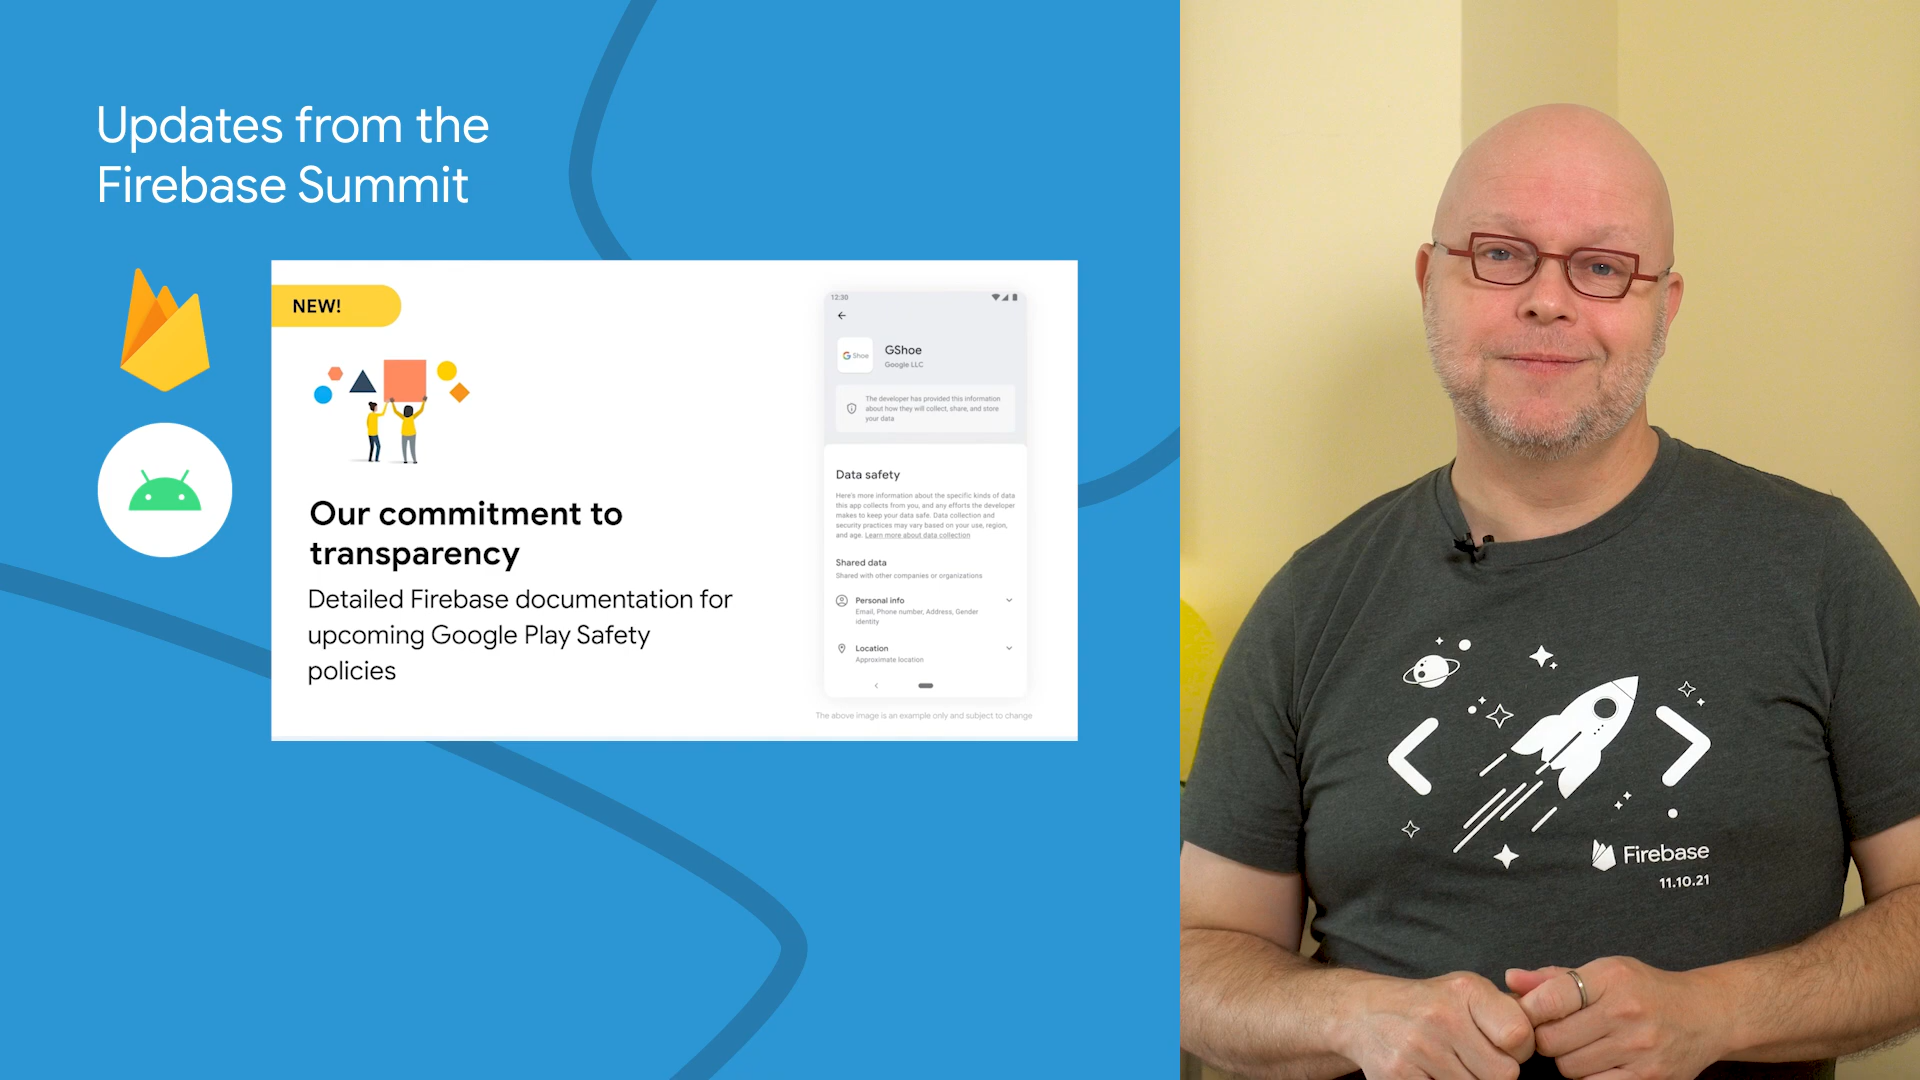 Updates from the
Firebase Summit
NEW!
Our commitment to
transparency
Detailed Firebase documentation for
upcoming Google Play Safety
policies
12:30
G Shoe
GShoe
Google LLC
The developer has provided this information
about how they will collect, share, and store
your data
Data safety
Here's more information about the specific kinds of data
this app collects from you, and any efforts the developer
makes to keep your data safe. Data collection and
security practices may vary based on your use, region,
and age. Learn more about data collection
Shared data
Shared with other companies or organizations
Personal info
Email, Phone number, Address, Gender
identity
Location
Approximate location
The above image is an example only and subject to change
Firebase
11.10.21